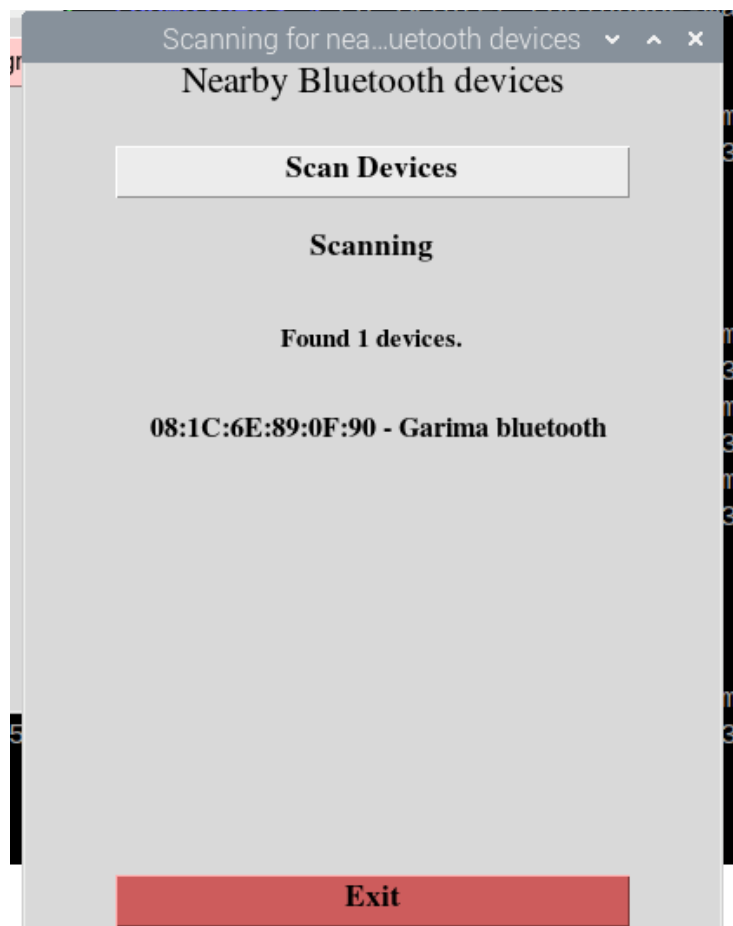 Scanning for nea...uetooth devices
Nearby Bluetooth devices
Scan Devices
Scanning
Found 1 devices.
08:1C:6E:89:0F:90 - Garima bluetooth
Exit